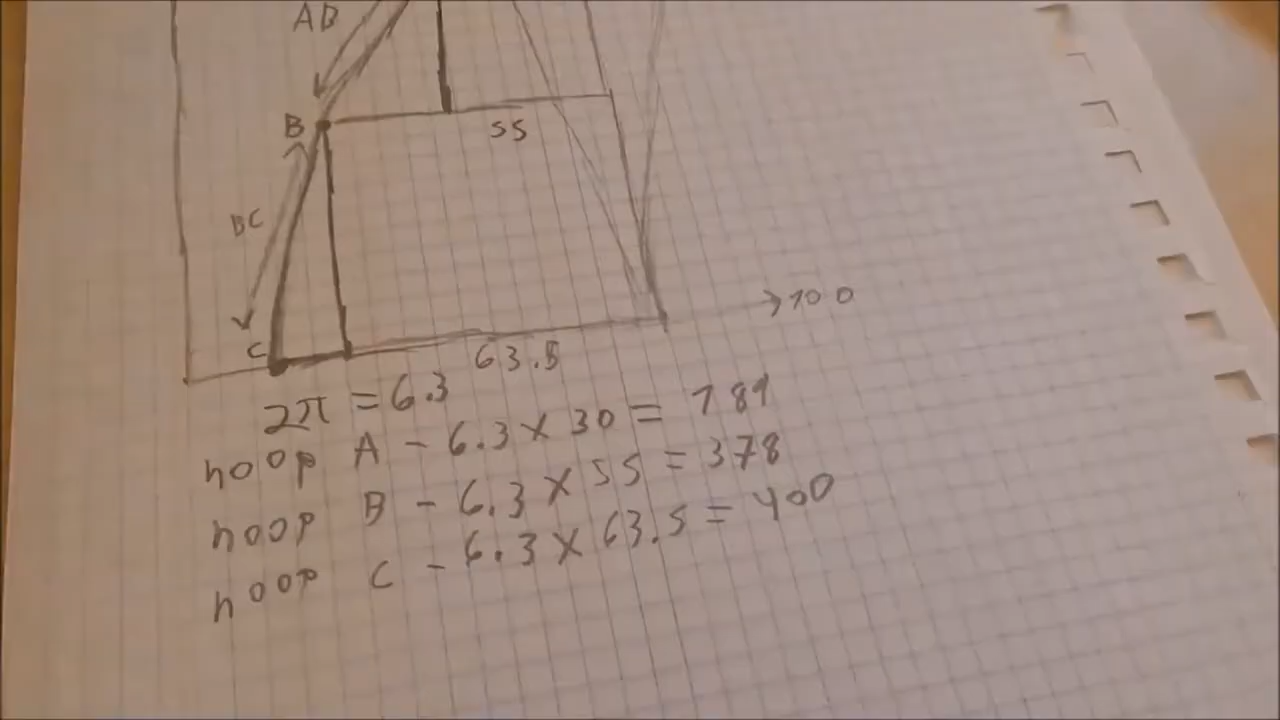 AB
B
55
BC
→100
C
63.5
2π = 6.3
hoop A - 6.3 x 30 = 189
hoop B - 6.3 x 55 = 378
hoop C - 6.3 x 63.5 = 400